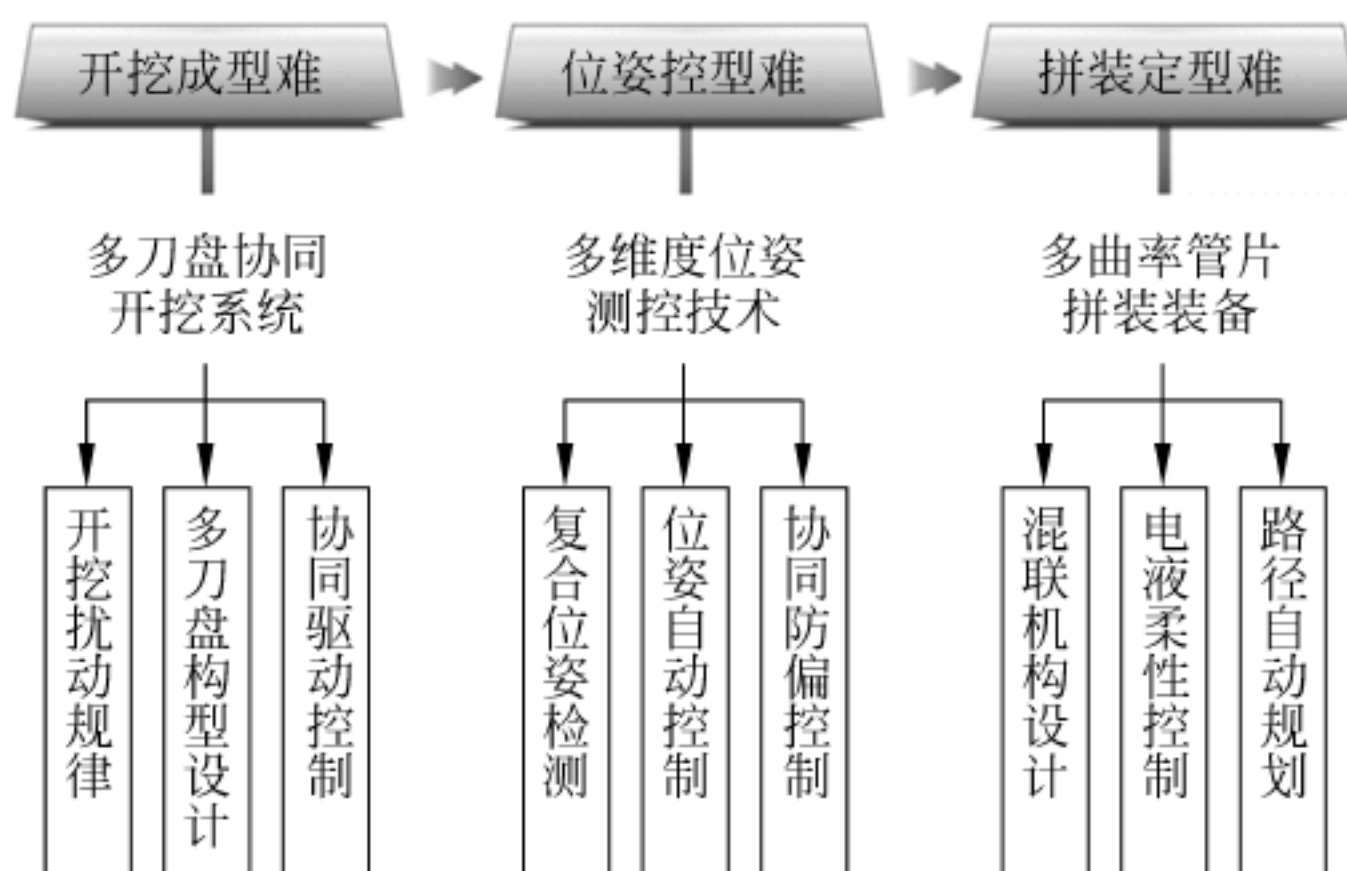 开挖成型难
位姿控型难
拼装定型难
多刀盘协同
开挖系统
多维度位姿
测控技术
多曲率管片
拼装装备
开挖扰动规律
多刀盘构型设计
协同驱动控制
复合位姿检测
位姿自动控制
协同防偏控制
混联机构设计
电液柔性控制
路径自动规划